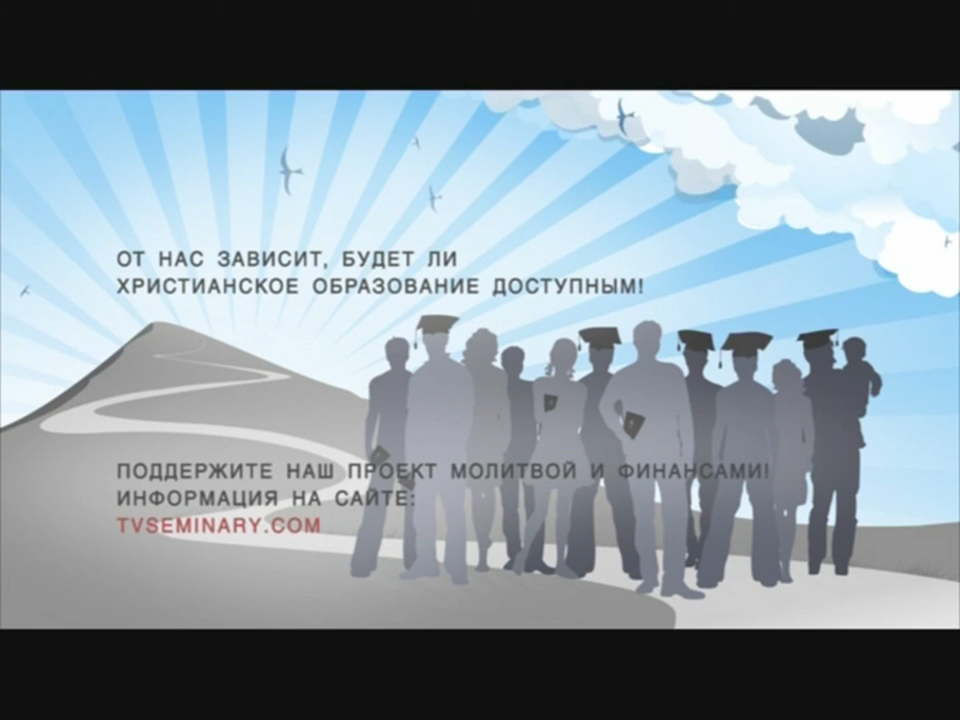 ОТ НАС ЗАВИСИТ, БУДЕТ ЛИ
ХРИСТИАНСКОЕ ОБРАЗОВАНИЕ ДОСТУПНЫМ!
ПОДДЕРЖИТЕ НАШ ПРОЕКТ МОЛИТВОЙ И ФИНАНСАМИ!
ИНФОРМАЦИЯ НА САЙТЕ:
TVSEMINARY.COM